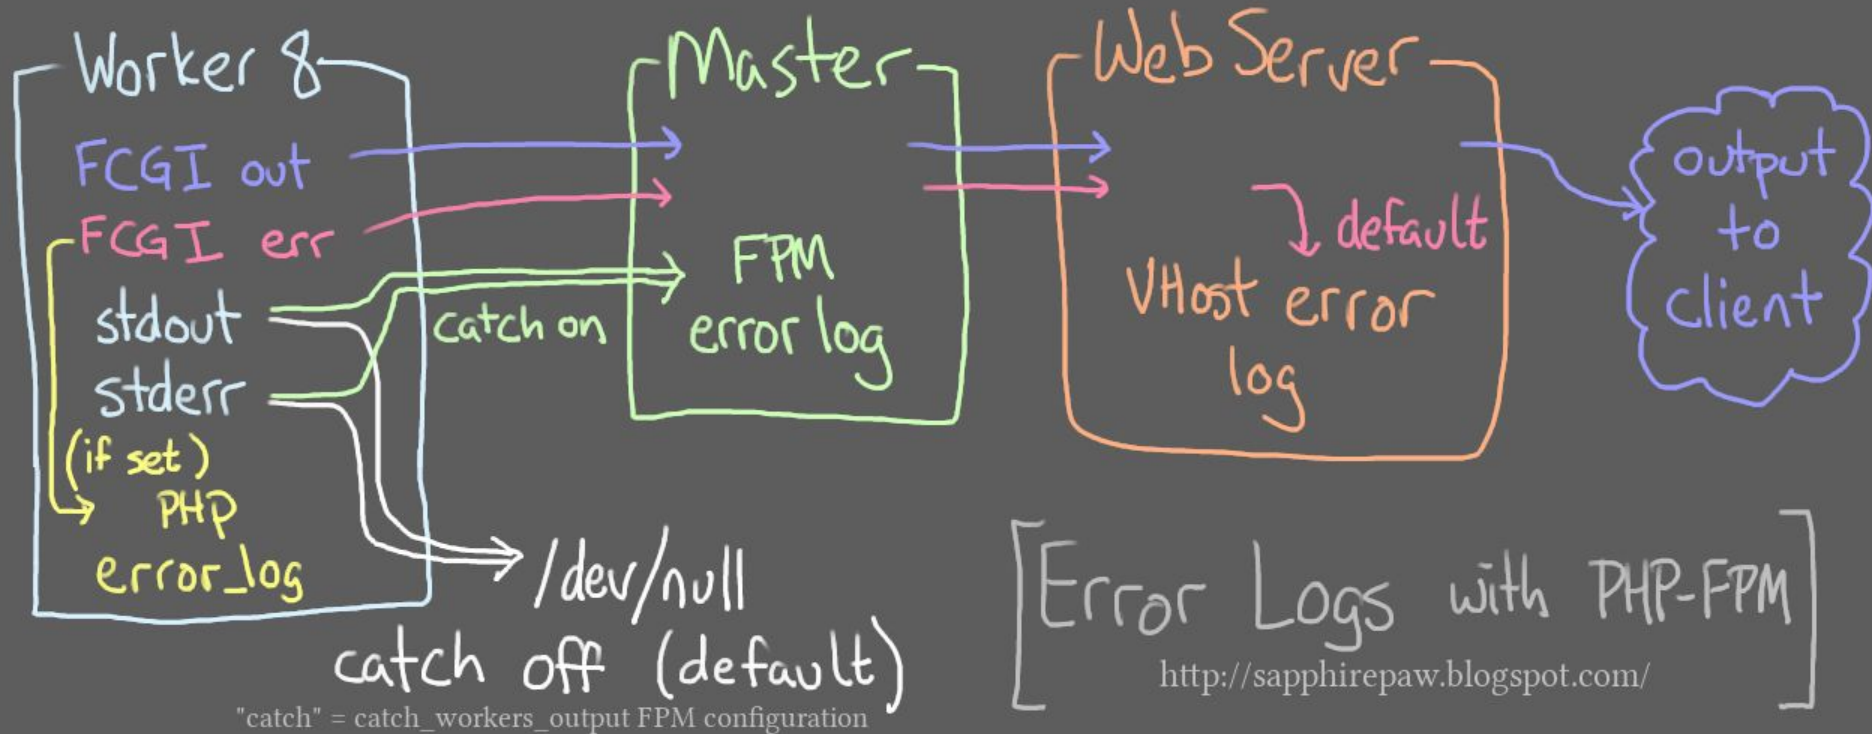 Worker 8
FCGI out
FCGI err
stdout
stderr
(if set)
PHP
error_log
catch on
Master
FPM
error log
Web Server
default
VHost error
log
output
to
client
/dev/null
catch off (default)
"catch" = catch_workers_output FPM configuration
[Error Logs with PHP-FPM]
http://sapphirepaw.blogspot.com/